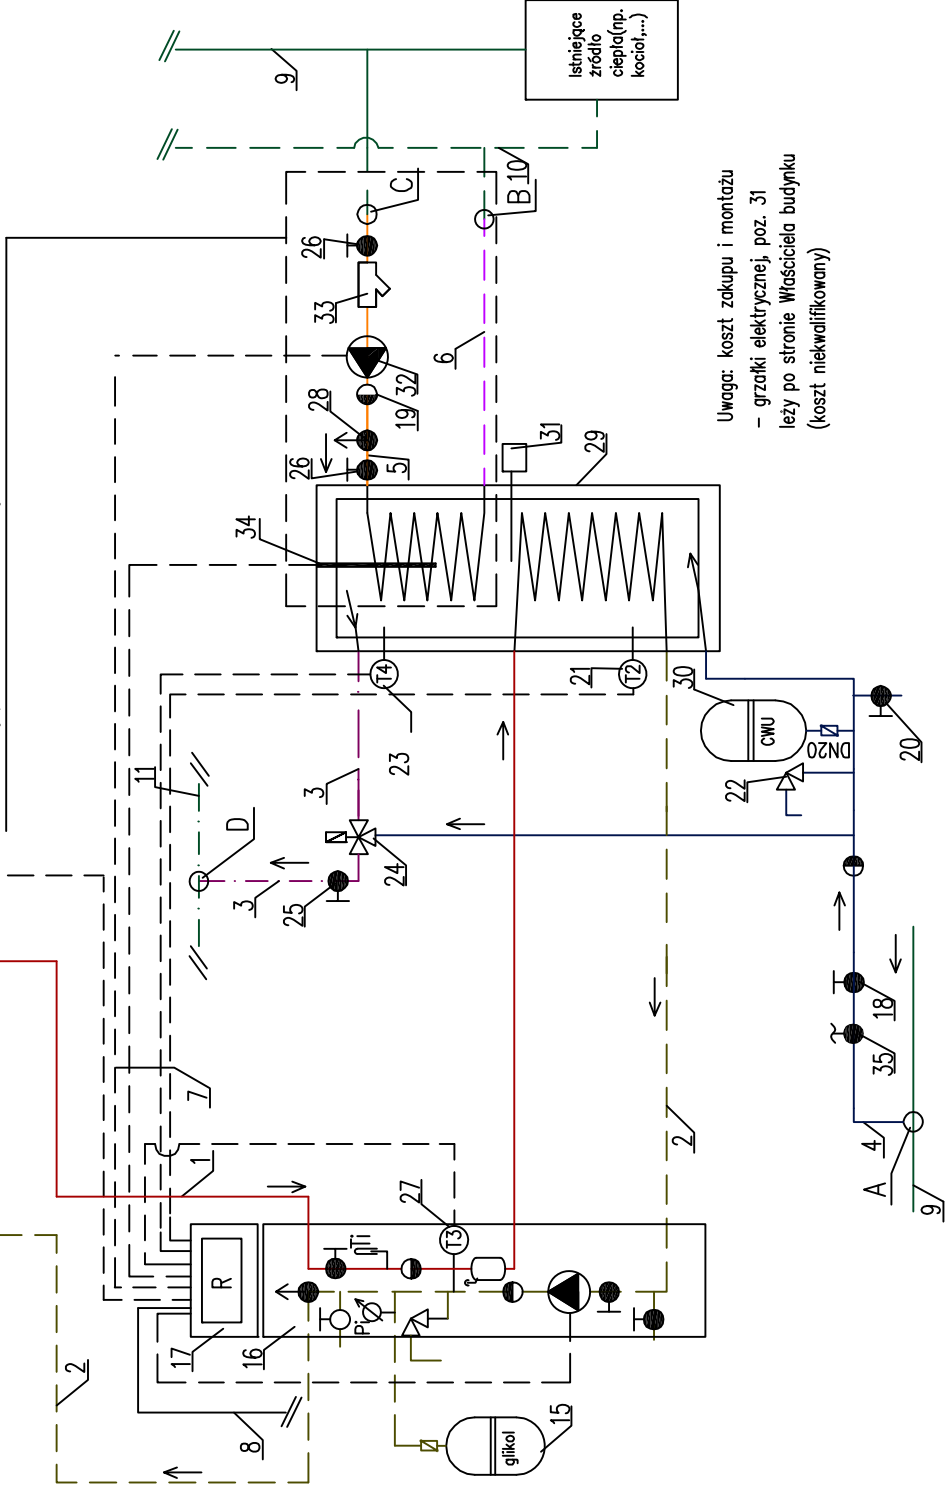 Istniejące
źródło
ciepła(np.
kocioł,...)
9
10
B
C
26
33
32
6
28
19
26
5
31
29
34
Uwaga: koszt zakupu i montażu
- grzałki elektrycznej, poz. 31
leży po stronie Właściciela budynku
(koszt niekwalifikowany)
T4
T2
21
23
30
CWU
DN20
22
20
11
D
3
3
24
25
18
35
4
A
9
7
1
2
27
T3
Ti
Pi
R
17
16
2
8
glikol
15